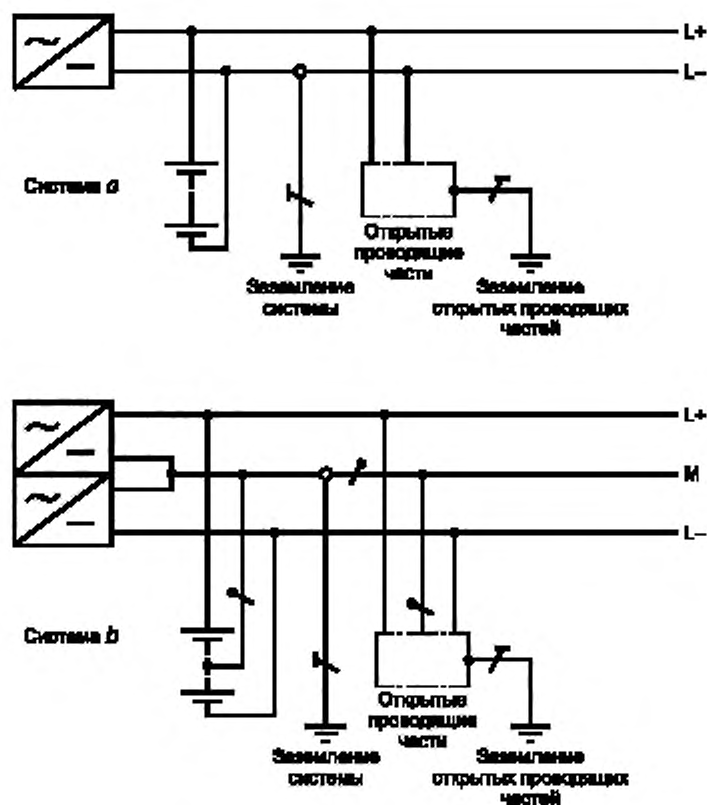 L+
L−
Система a
Открытые
проводящие
части
Заземление
системы
Заземление
открытых проводящих
частей
L+
M
L−
Система b
Открытые
проводящие
части
Заземление
системы
Заземление
открытых проводящих
частей